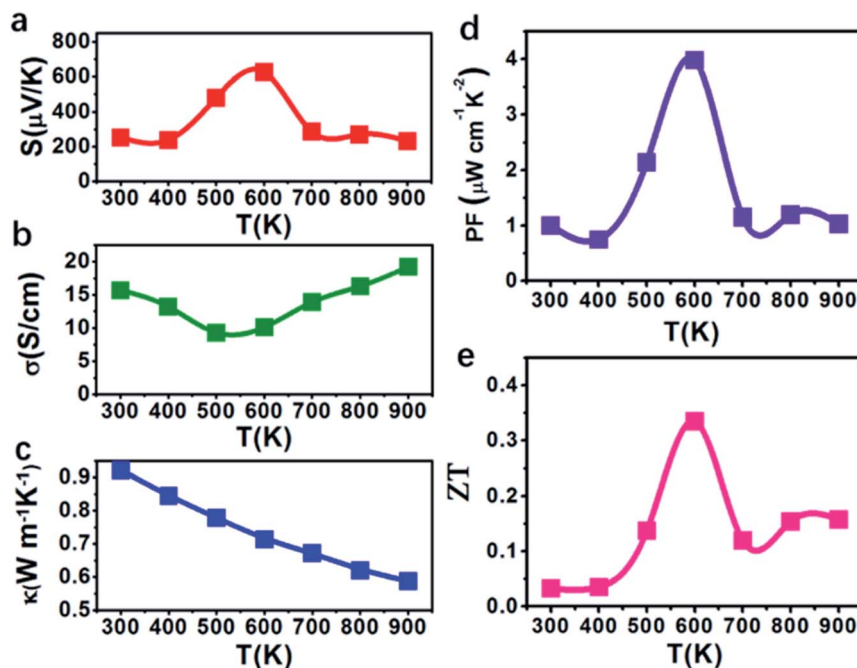 a
800
600
400
200
0
S(μV/K)
300 400 500 600 700 800 900
T(K)
b
20
15
10
5
0
σ(S/cm)
300 400 500 600 700 800 900
T(K)
c
0.9
0.8
0.7
0.6
0.5
κ(W m⁻¹K⁻¹)
300 400 500 600 700 800 900
T(K)
d
4
3
2
1
0
PF (μW cm⁻¹K⁻²)
300 400 500 600 700 800 900
T(K)
e
0.4
0.3
0.2
0.1
0.0
ZT
300 400 500 600 700 800 900
T(K)